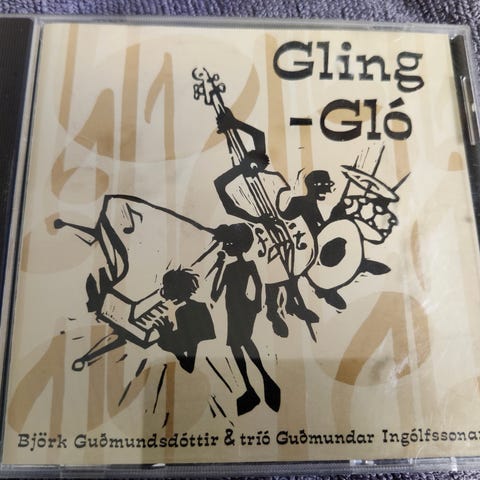 Gling
-Gló
Björk Guðmundsdóttir & tríó Guðmundar Ingólfssonar